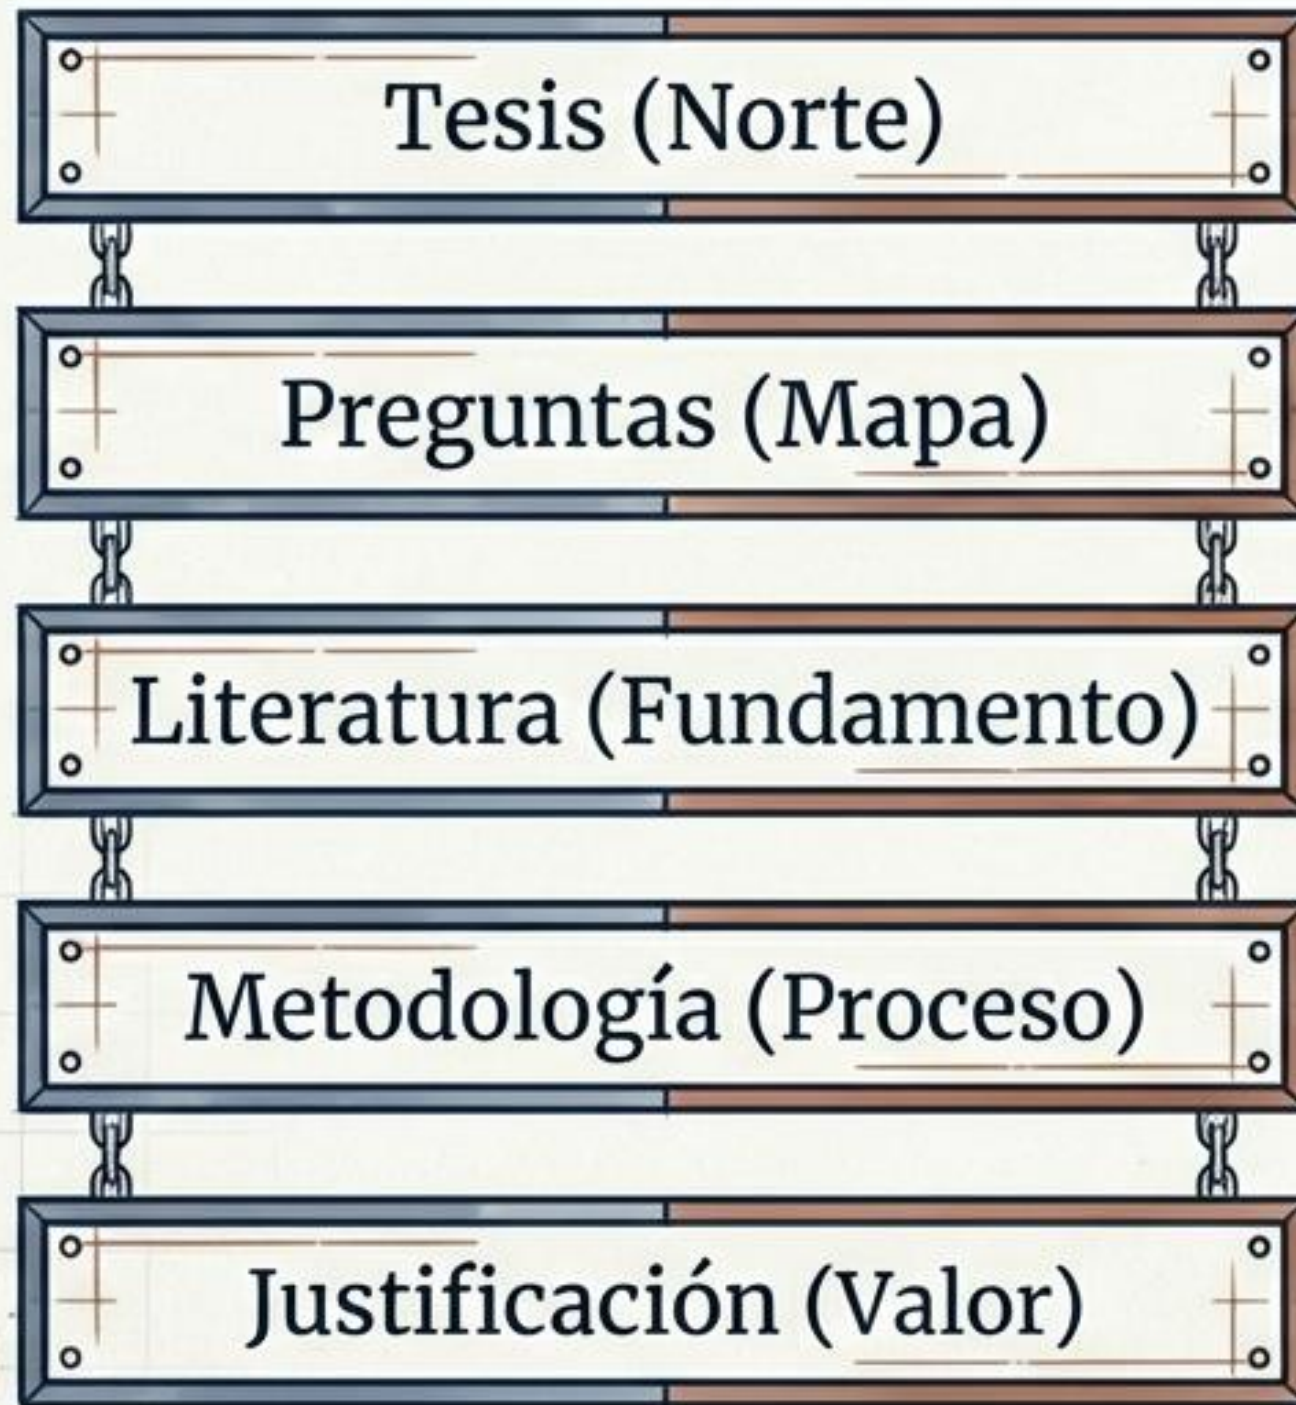 Tesis (Norte)
Preguntas (Mapa)
Literatura (Fundamento)
Metodología (Proceso)
Justificación (Valor)